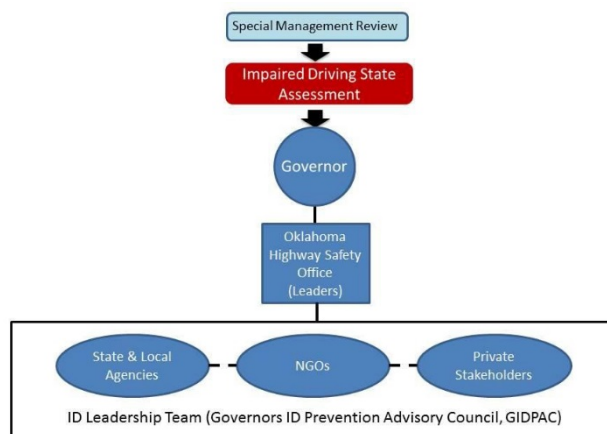 Special Management Review
Impaired Driving State
Assessment
Governor
Oklahoma
Highway Safety
Office
(Leaders)
State & Local
Agencies
NGOs
Private
Stakeholders
ID Leadership Team (Governors ID Prevention Advisory Council, GIDPAC)